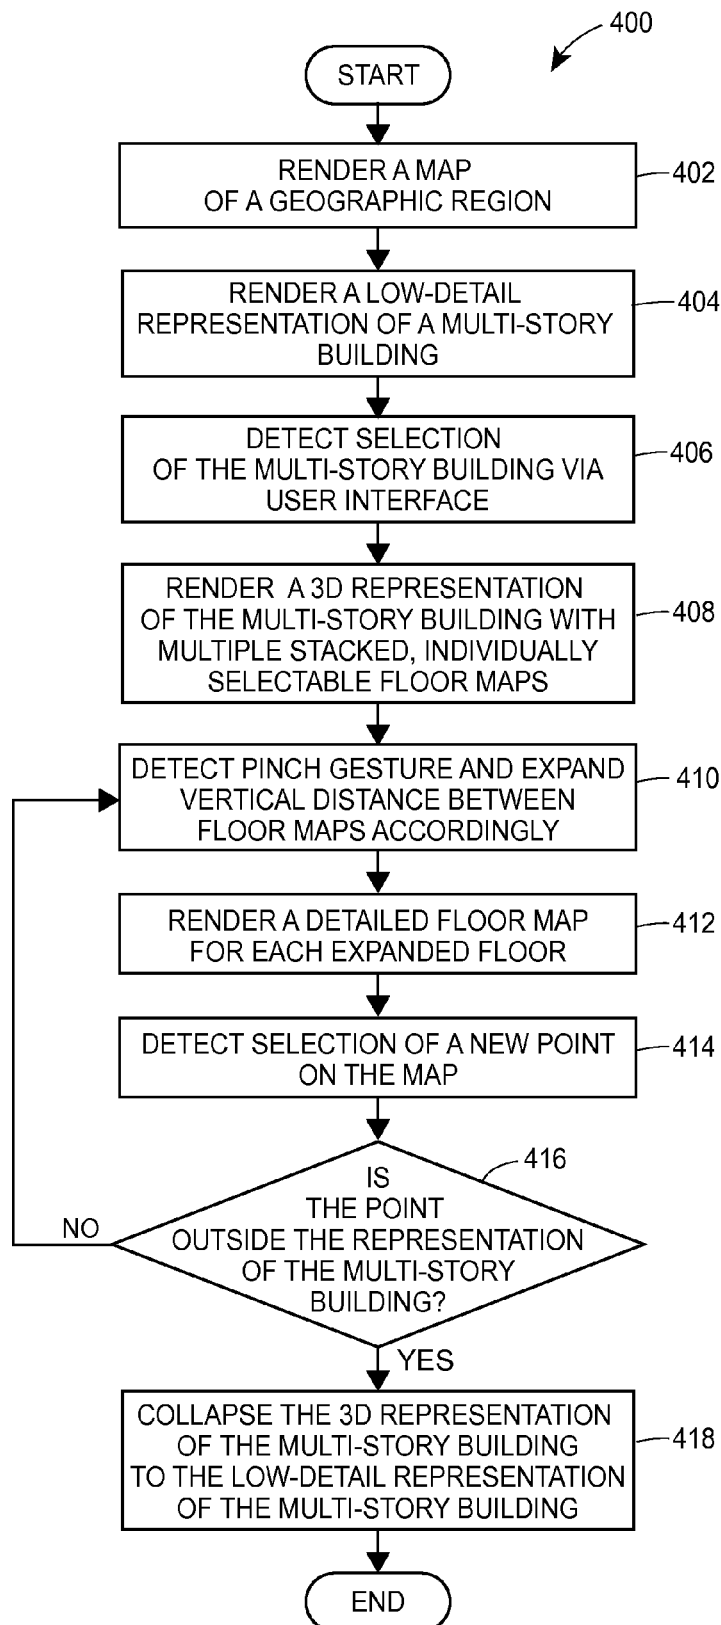 400
START
RENDER A MAP
OF A GEOGRAPHIC REGION
402
RENDER A LOW-DETAIL
REPRESENTATION OF A MULTI-STORY
BUILDING
404
DETECT SELECTION
OF THE MULTI-STORY BUILDING VIA
USER INTERFACE
406
RENDER A 3D REPRESENTATION
OF THE MULTI-STORY BUILDING WITH
MULTIPLE STACKED, INDIVIDUALLY
SELECTABLE FLOOR MAPS
408
DETECT PINCH GESTURE AND EXPAND
VERTICAL DISTANCE BETWEEN
FLOOR MAPS ACCORDINGLY
410
RENDER A DETAILED FLOOR MAP
FOR EACH EXPANDED FLOOR
412
DETECT SELECTION OF A NEW POINT
ON THE MAP
414
416
IS
THE POINT
OUTSIDE THE REPRESENTATION
OF THE MULTI-STORY
BUILDING?
NO
YES
COLLAPSE THE 3D REPRESENTATION
OF THE MULTI-STORY BUILDING
TO THE LOW-DETAIL REPRESENTATION
OF THE MULTI-STORY BUILDING
418
END